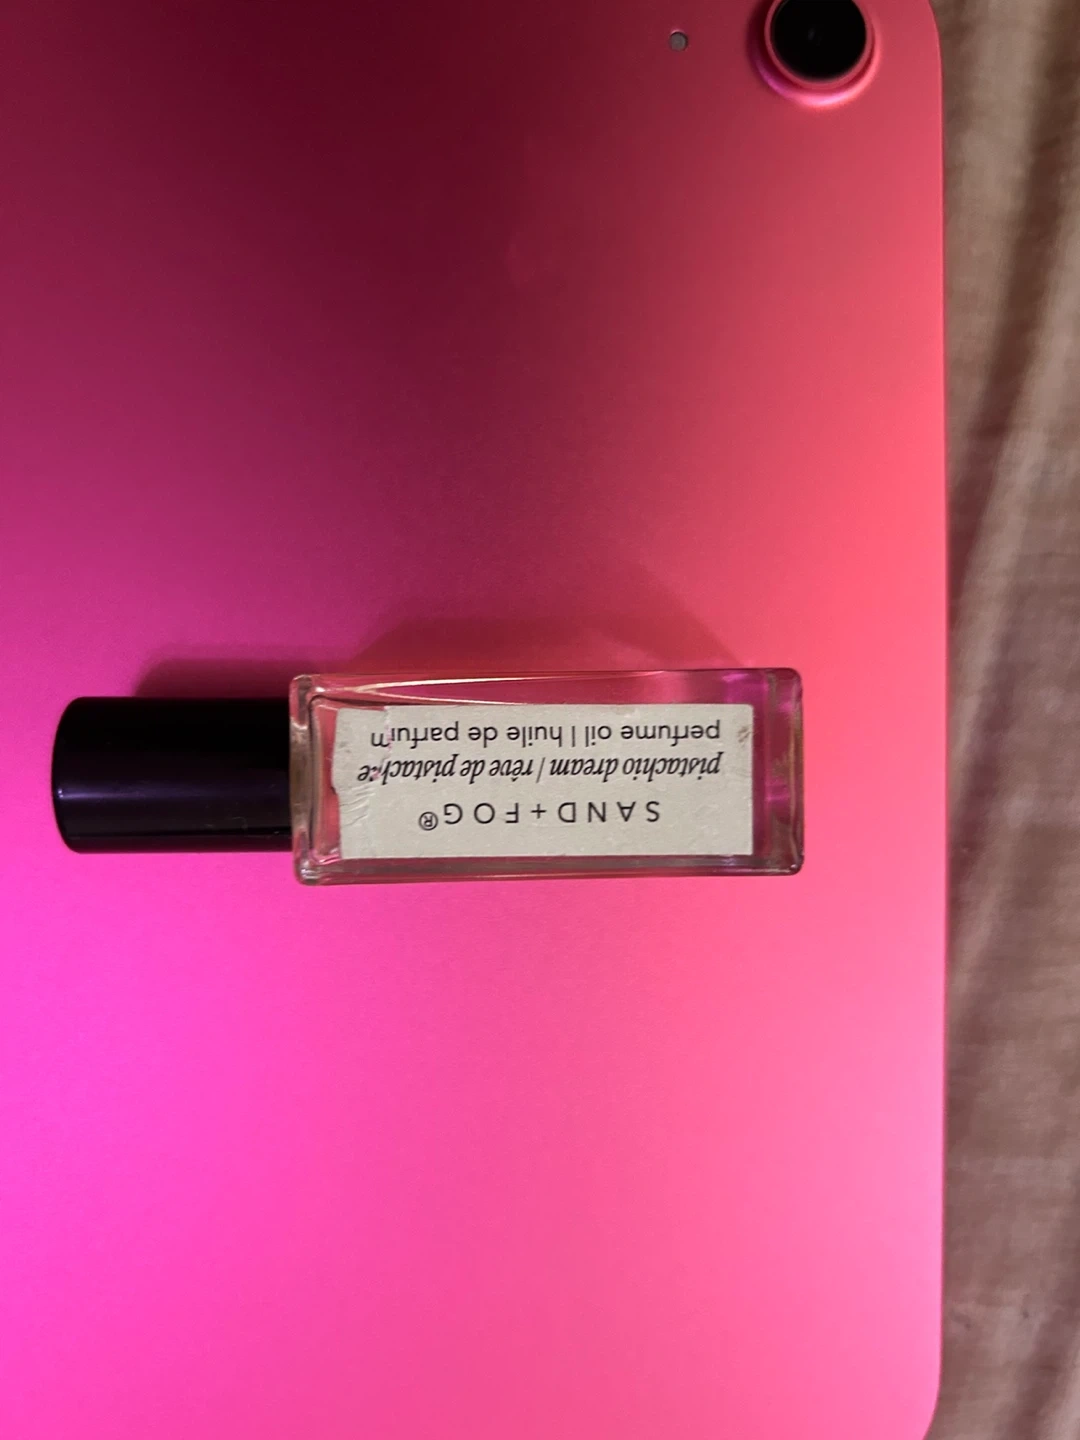 SAND+FOG®
pistachio dream / rêve de pistache
perfume oil | huile de parfum